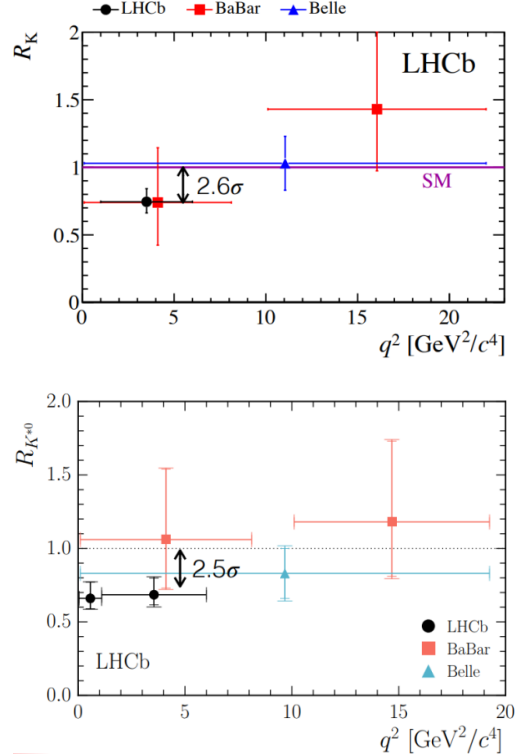 LHCb BaBar Belle
R_K
2
1.5
1
0.5
0
LHCb
2.6σ
SM
0 5 10 15 20
q² [GeV²/c⁴]
R_{K*0}
2.0
1.5
1.0
0.5
0.0
2.5σ
LHCb
LHCb
BaBar
Belle
0 5 10 15 20
q² [GeV²/c⁴]